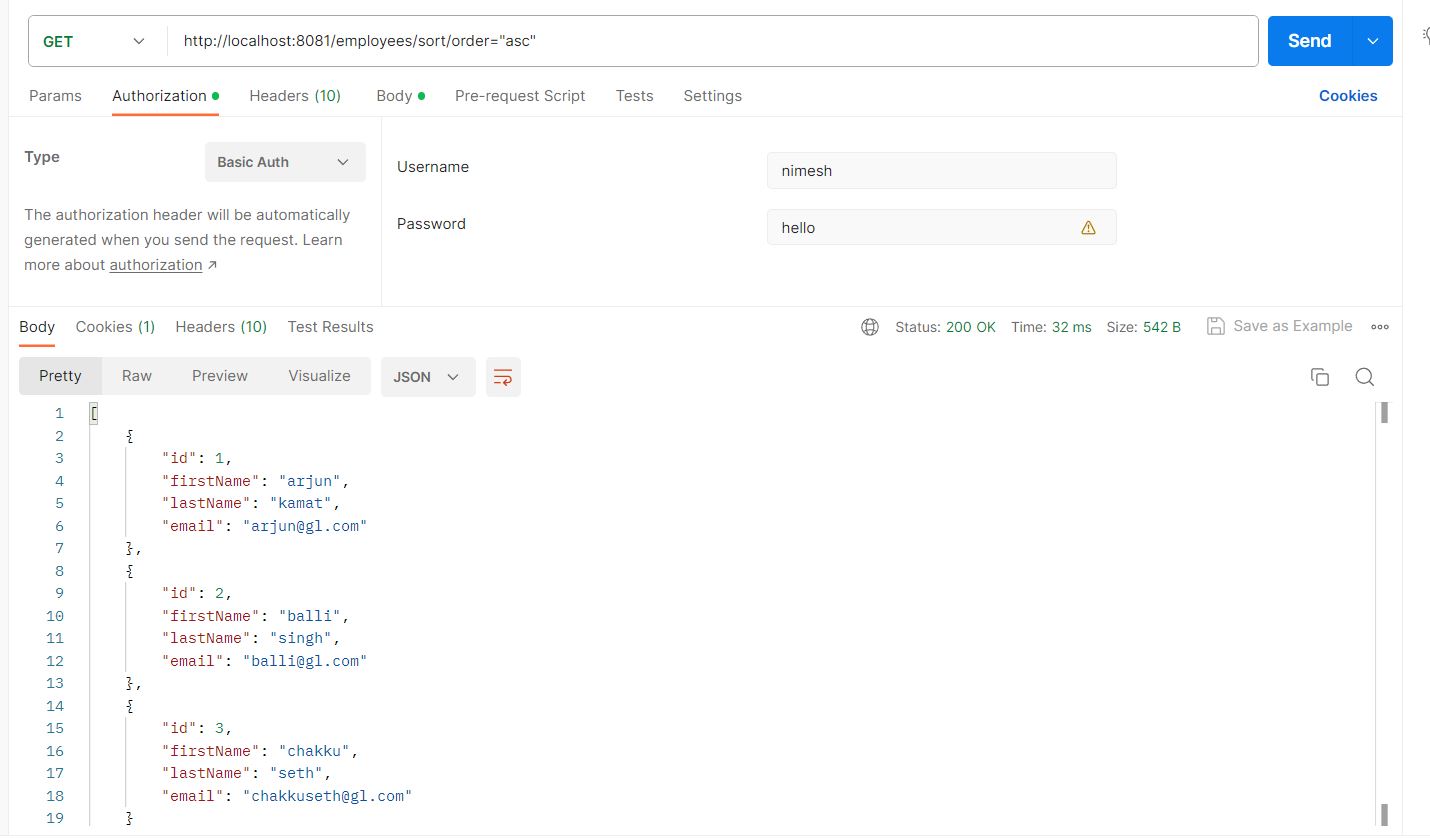 GET http://localhost:8081/employees/sort/order="asc" Send
Params Authorization Headers (10) Body Pre-request Script Tests Settings Cookies
Type Basic Auth
The authorization header will be automatically
generated when you send the request. Learn
more about authorization ↗
Username nimesh
Password hello
Body Cookies (1) Headers (10) Test Results Status: 200 OK Time: 32 ms Size: 542 B Save as Example
Pretty Raw Preview Visualize JSON
1 [
2 {
3 "id": 1,
4 "firstName": "arjun",
5 "lastName": "kamat",
6 "email": "arjun@gl.com"
7 },
8 {
9 "id": 2,
10 "firstName": "balli",
11 "lastName": "singh",
12 "email": "balli@gl.com"
13 },
14 {
15 "id": 3,
16 "firstName": "chakku",
17 "lastName": "seth",
18 "email": "chakkuseth@gl.com"
19 }